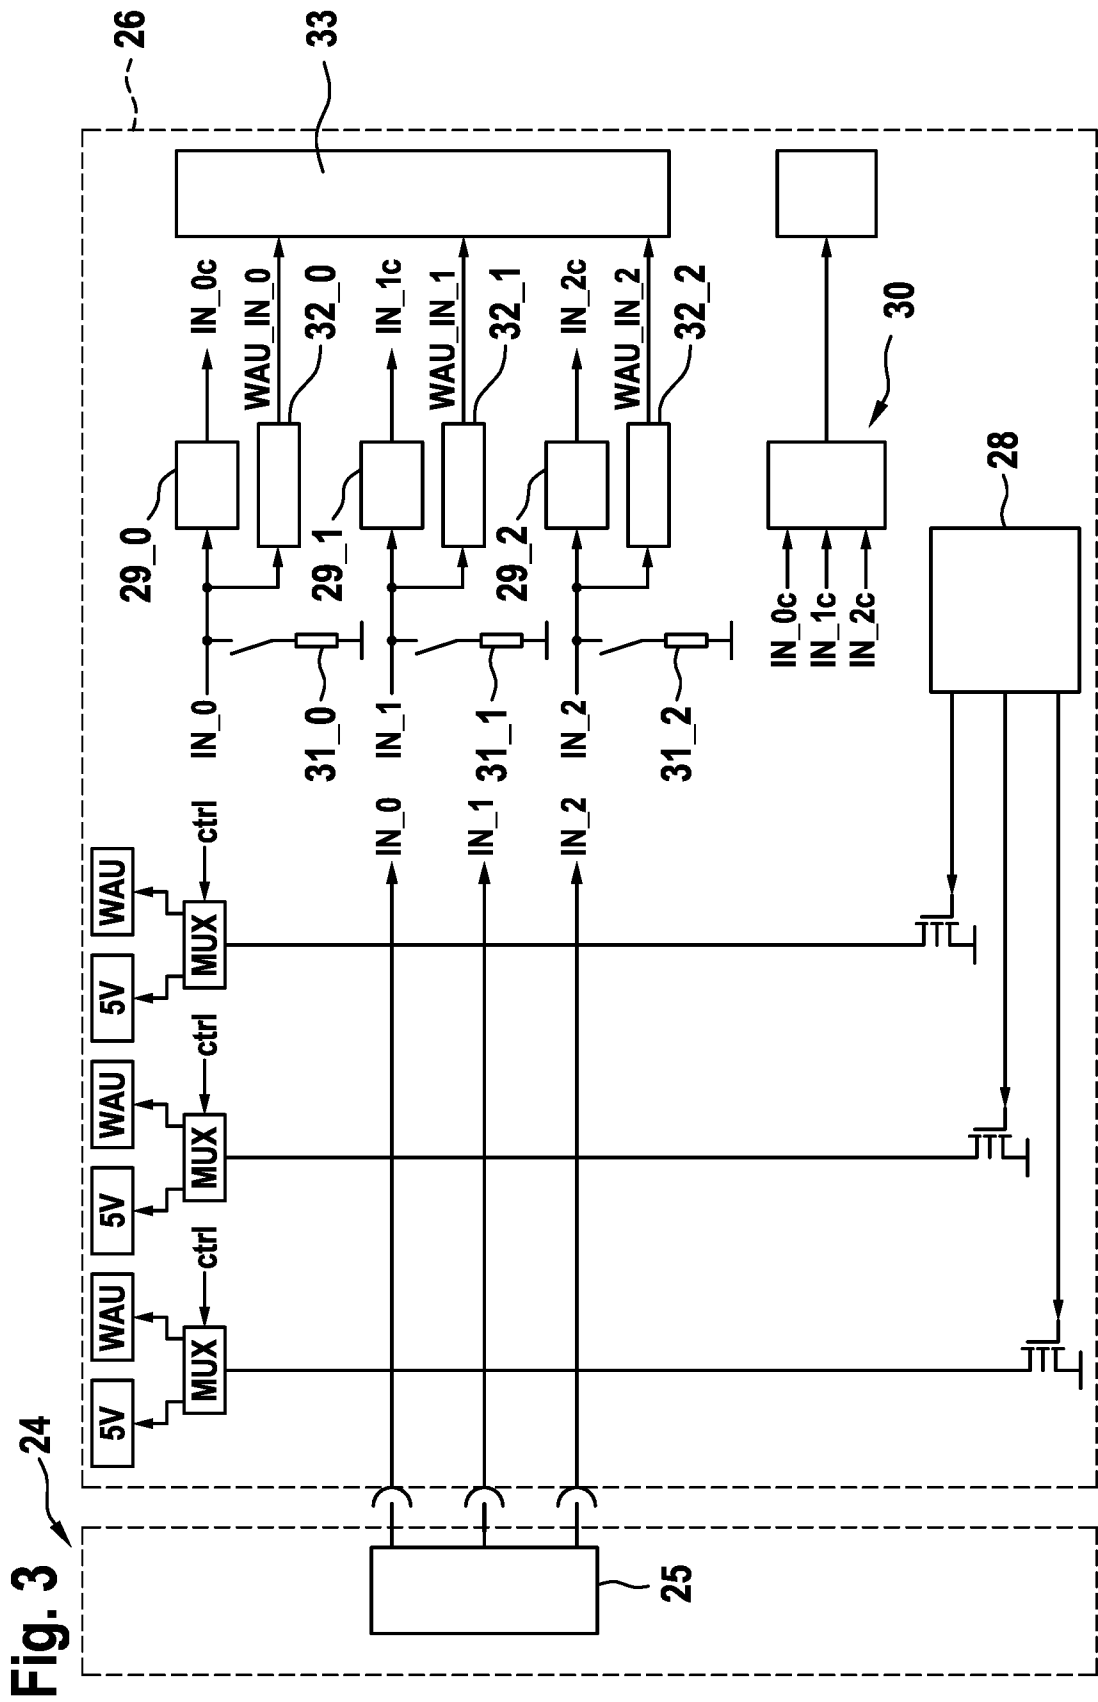 Fig. 3
24
25
26
5V
WAU
MUX
ctrl
5V
WAU
MUX
ctrl
5V
WAU
MUX
ctrl
IN_0
IN_1
IN_2
IN_0
31_0
29_0
IN_0c
WAU_IN_0
32_0
33
IN_1
31_1
29_1
IN_1c
WAU_IN_1
32_1
IN_2
31_2
29_2
IN_2c
WAU_IN_2
32_2
IN_0c
IN_1c
IN_2c
30
28